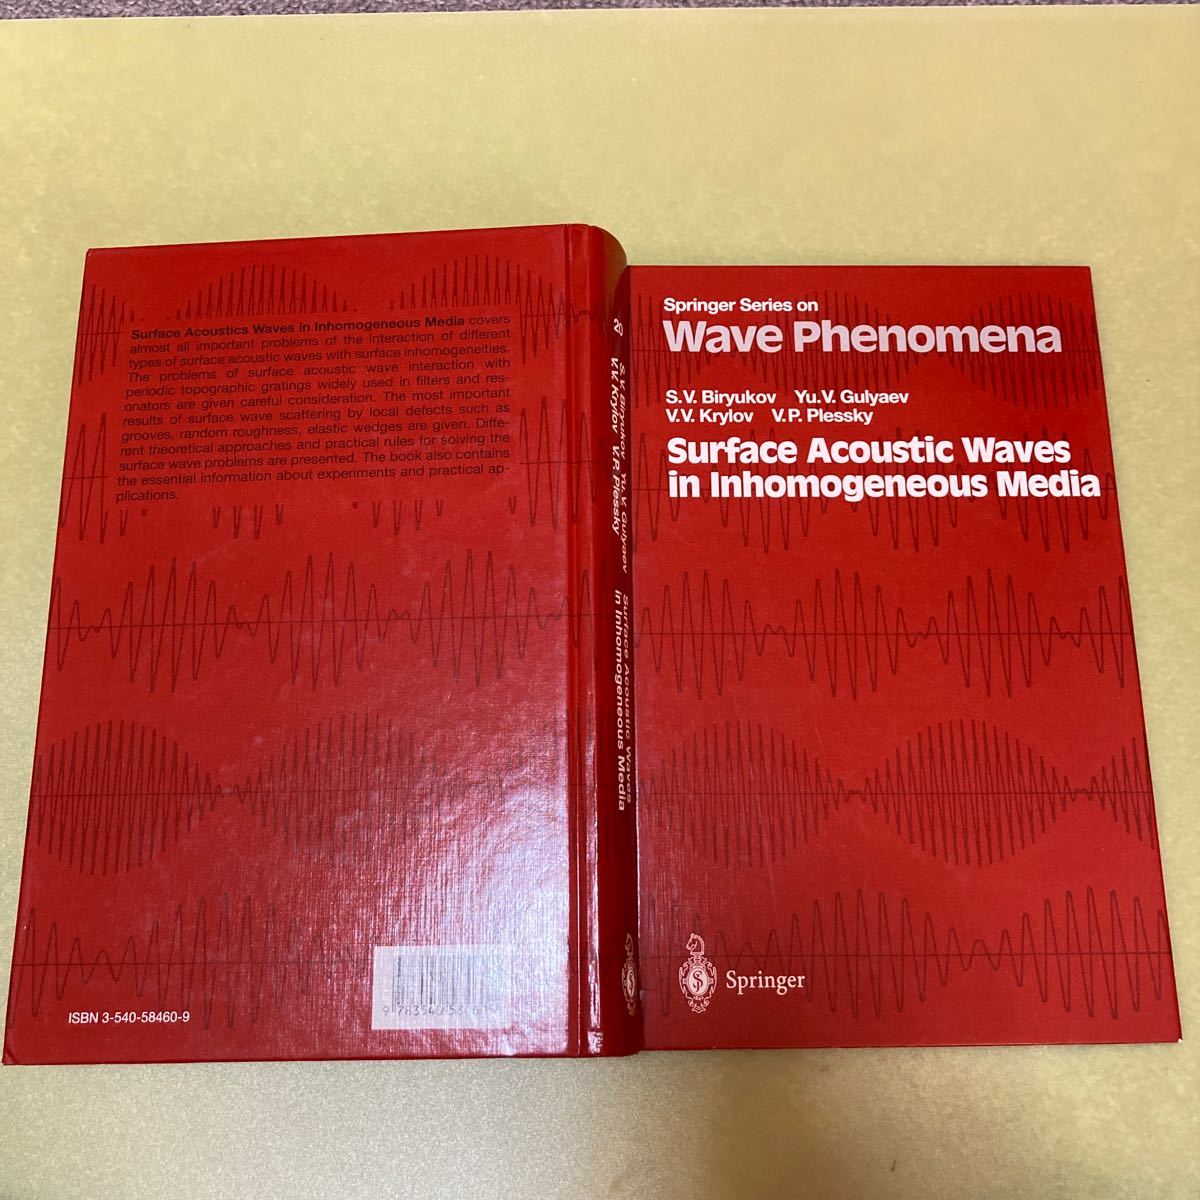 Surface Acoustics Waves in Inhomogeneous Media covers
almost all important problems of the interaction of different
types of surface acoustic waves with surface inhomogeneities.
The problems of surface acoustic wave interaction with
periodic topographic gratings widely used in filters and res-
onators are given careful consideration. The most important
results of surface wave scattering by local defects such as
grooves, random roughness, elastic wedges are given. Diffe-
rent theoretical approaches and practical rules for solving the
surface wave problems are presented. The book also contains
the essential information about experiments and practical ap-
plications.
ISBN 3-540-58460-9
9 783540 58460
20
S.V. Biryukov Yu.V. Gulyaev
V.V. Krylov V.P. Plessky
Surface Acoustic Waves
in Inhomogeneous Media
Springer Series on
Wave Phenomena
S.V. Biryukov Yu.V. Gulyaev
V.V. Krylov V.P. Plessky
Surface Acoustic Waves
in Inhomogeneous Media
Springer